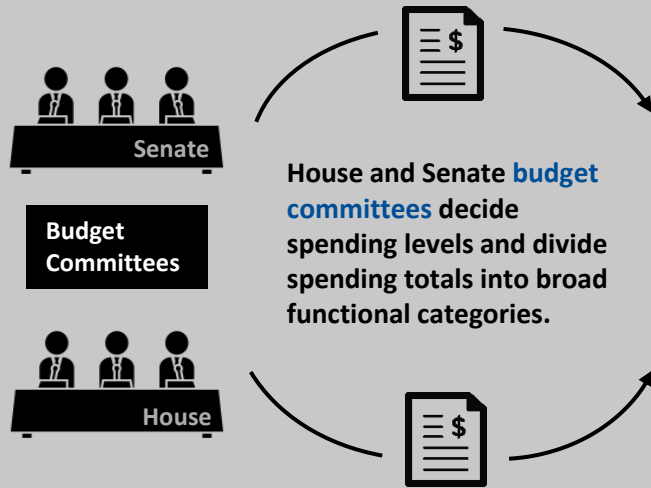 $
Senate
House and Senate budget
committees decide
spending levels and divide
spending totals into broad
functional categories.
Budget
Committees
House
$